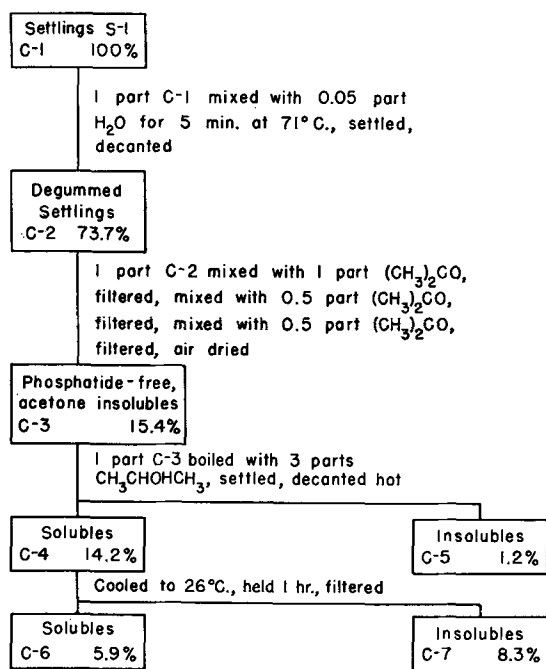 Settlings S-1
C-1 100%
1 part C-1 mixed with 0.05 part
H₂O for 5 min. at 71°C., settled,
decanted
Degummed
Settlings
C-2 73.7%
1 part C-2 mixed with 1 part (CH₃)₂CO,
filtered, mixed with 0.5 part (CH₃)₂CO,
filtered, mixed with 0.5 part (CH₃)₂CO,
filtered, air dried
Phosphatide-free,
acetone insolubles
C-3 15.4%
1 part C-3 boiled with 3 parts
CH₃CHOHCH₃, settled, decanted hot
Solubles
C-4 14.2%
Insolubles
C-5 1.2%
Cooled to 26°C., held 1 hr., filtered
Solubles
C-6 5.9%
Insolubles
C-7 8.3%